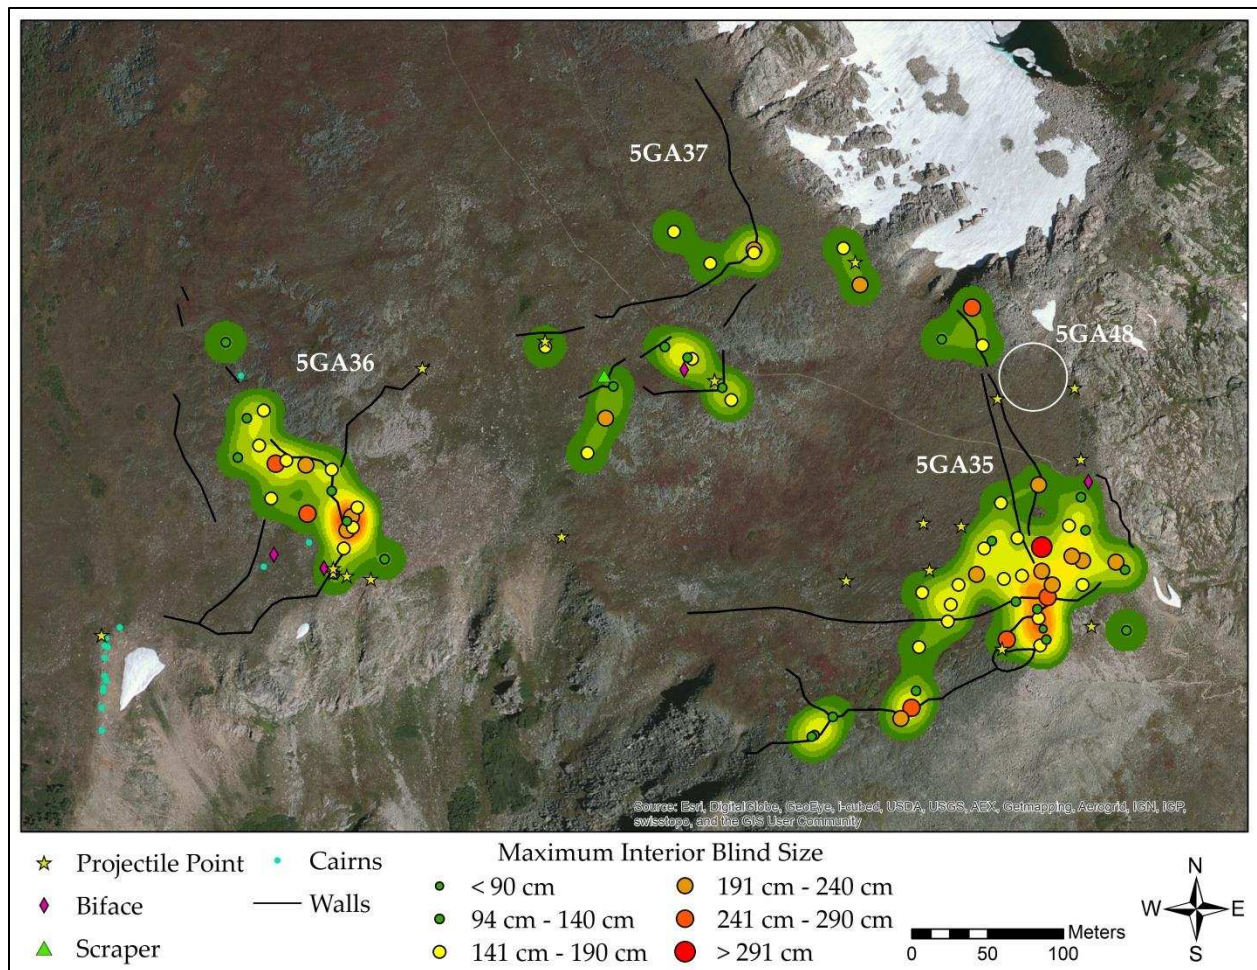 5GA37
5GA48
5GA36
5GA35
Source: Esri, DigitalGlobe, GeoEye, i-cubed, USDA, USGS, AEX, Getmapping, Aerogrid, IGN, IGP,
swisstopo, and the GIS User Community
Projectile Point
Cairns
Biface
Walls
Scraper
Maximum Interior Blind Size
< 90 cm
191 cm - 240 cm
94 cm - 140 cm
241 cm - 290 cm
141 cm - 190 cm
> 291 cm
N
W
E
S
Meters
0 50 100